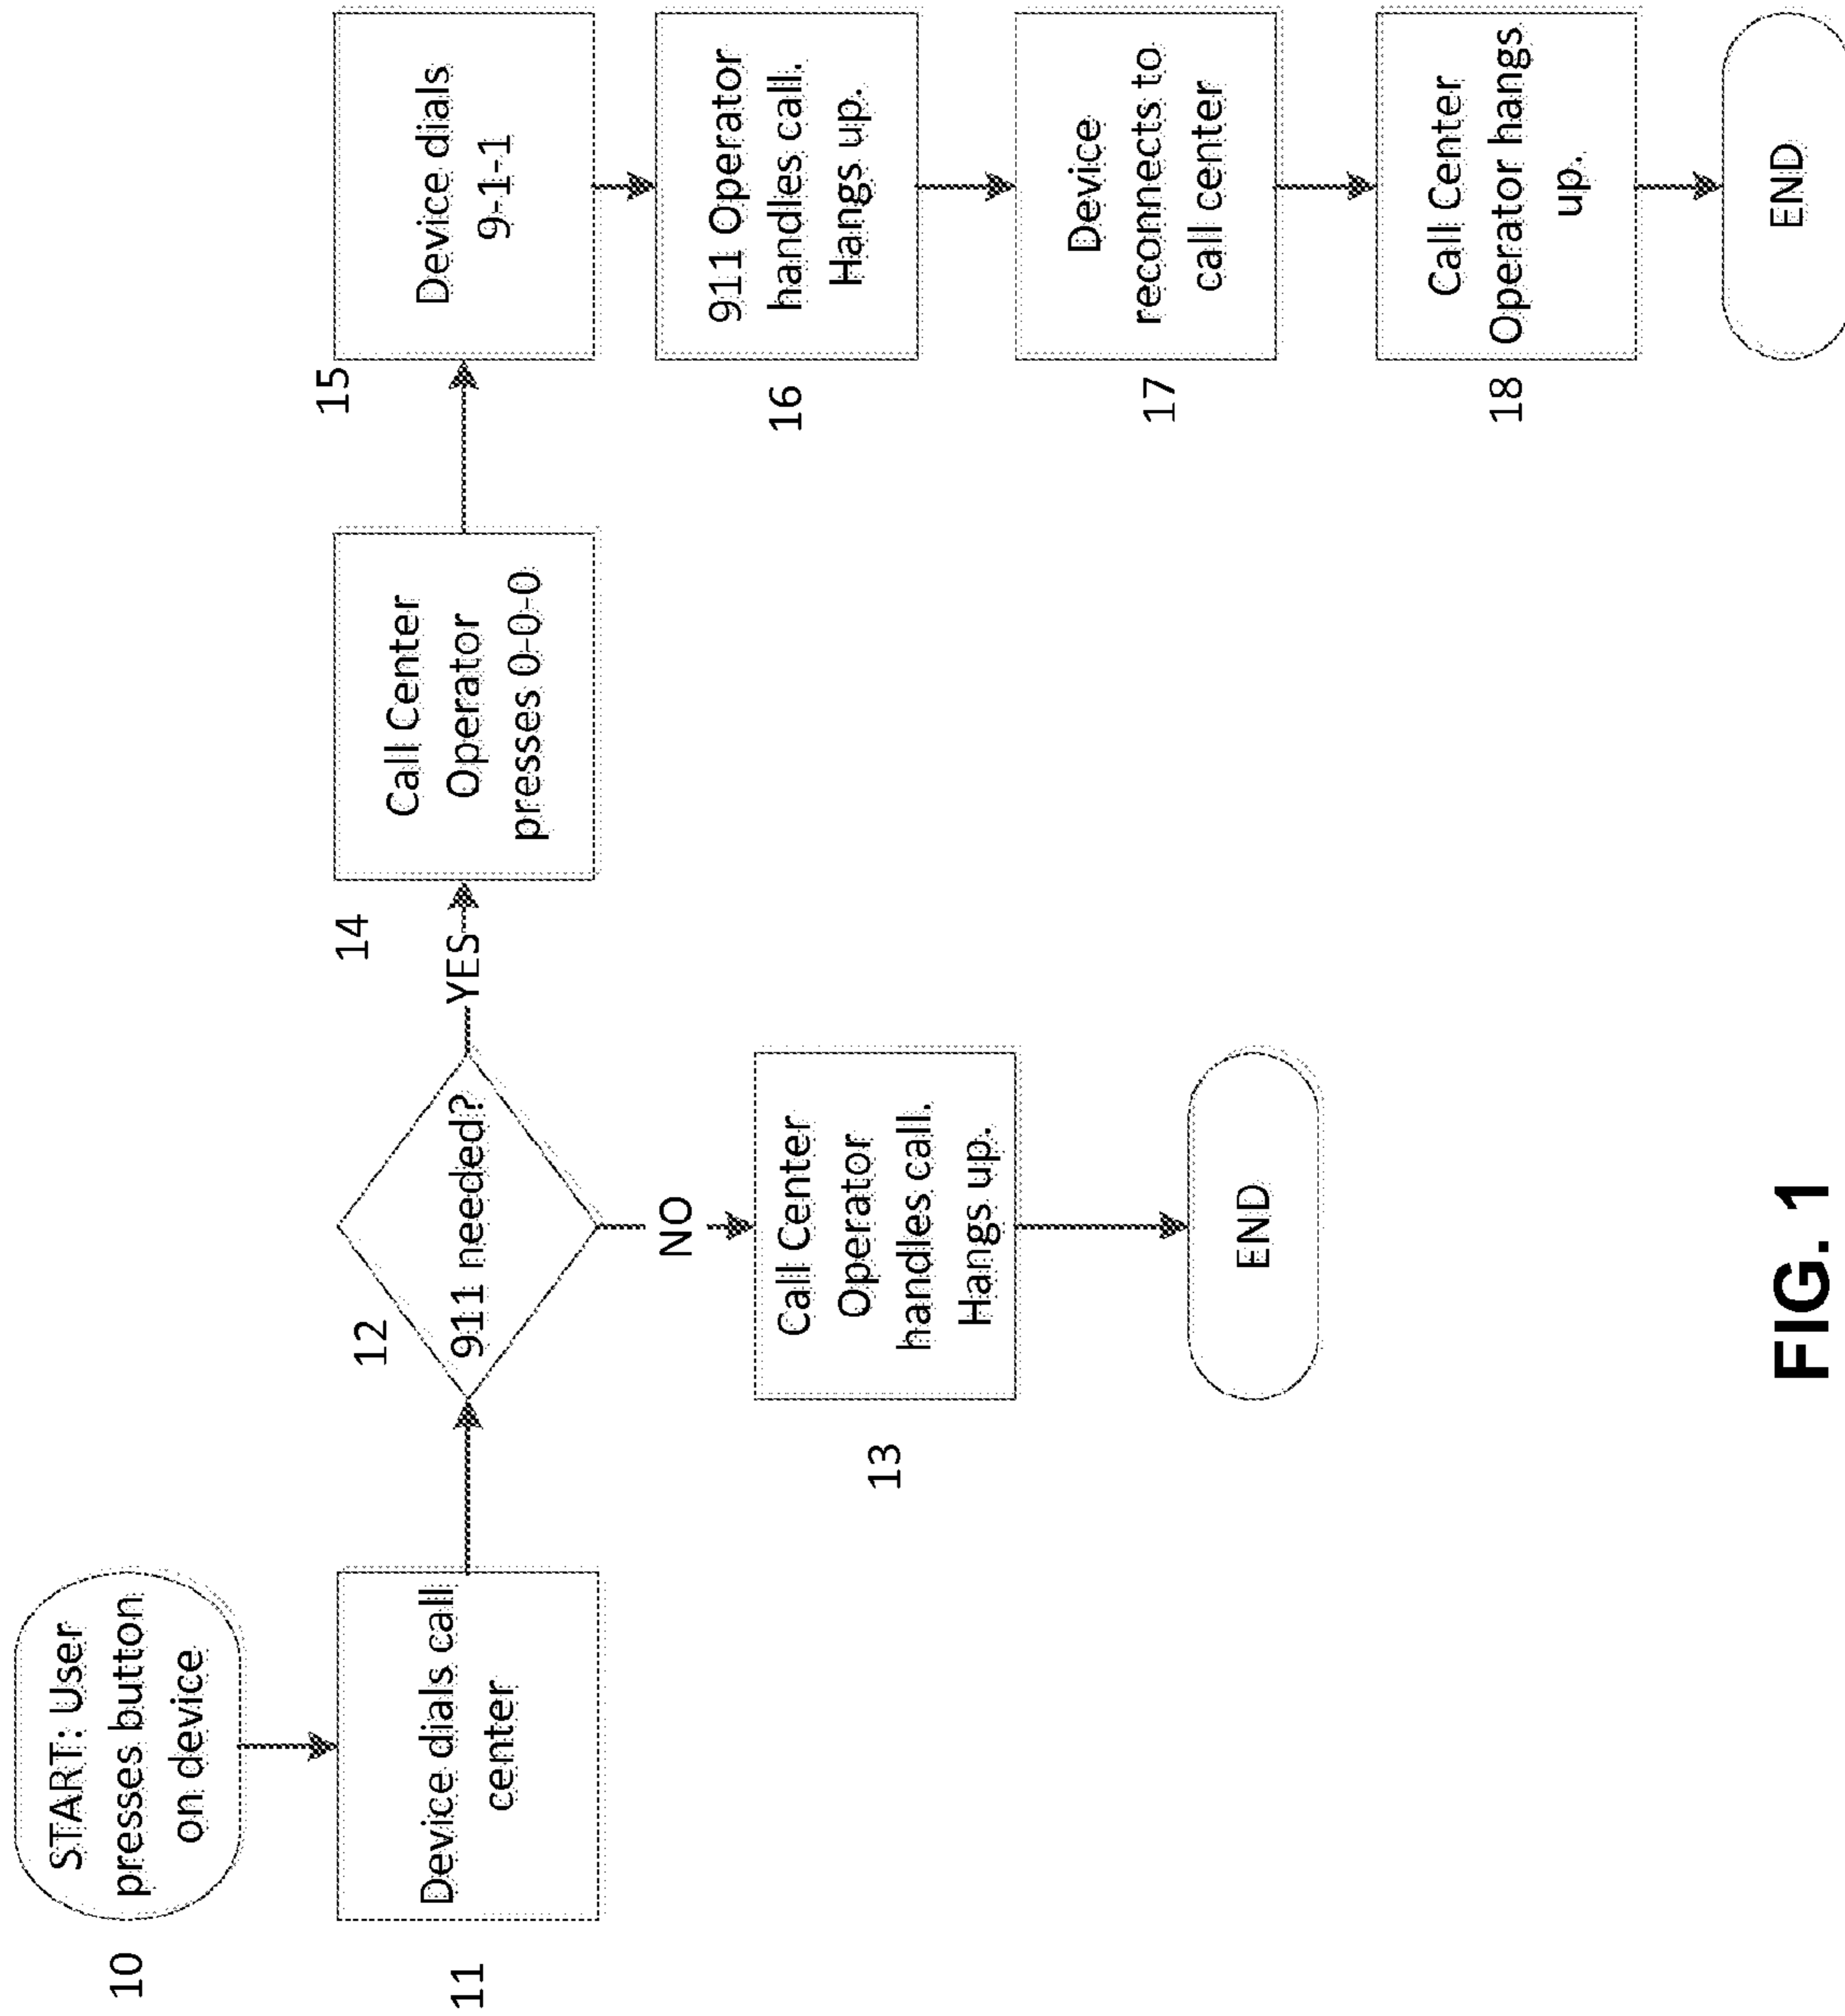 10
START: User
presses button
on device
11
Device dials call
center
12
911 needed?
YES
NO
13
Call Center
Operator
handles call.
Hangs up.
END
14
Call Center
Operator
presses 0-0-0
15
Device dials
9-1-1
16
911 Operator
handles call.
Hangs up.
17
Device
reconnects to
call center
18
Call Center
Operator hangs
up.
END
FIG. 1